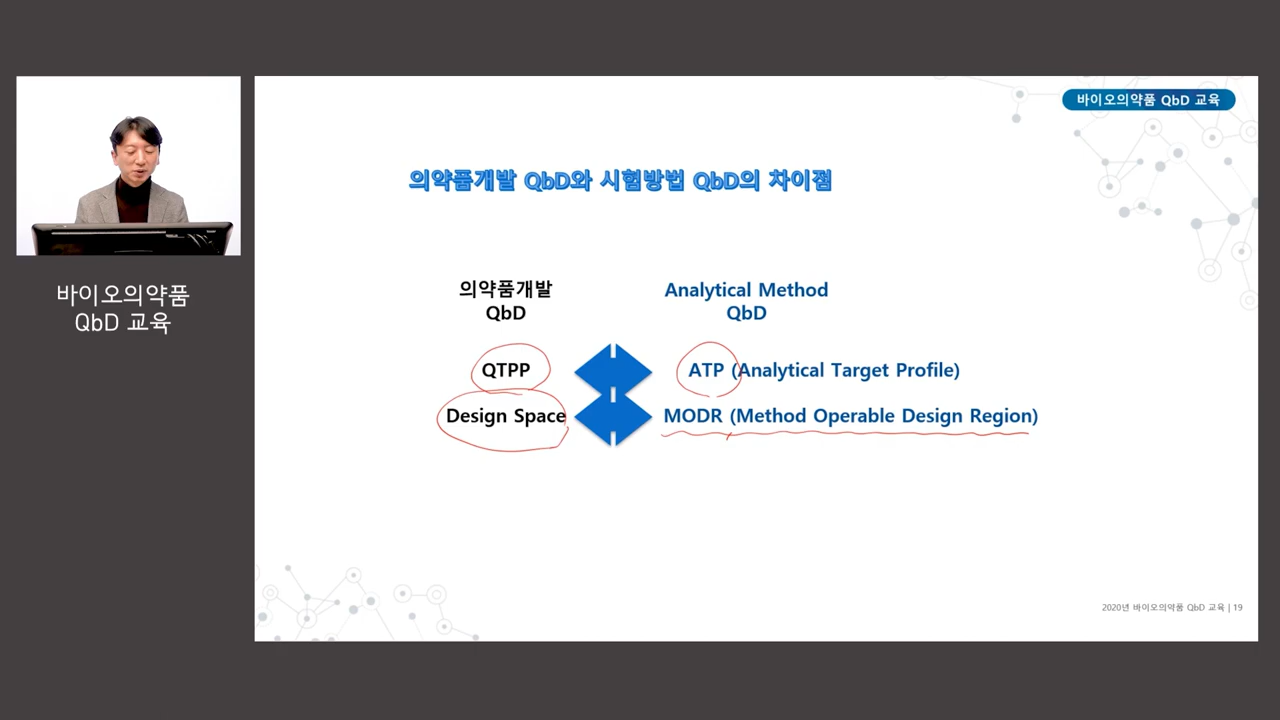 바이오의약품
QbD 교육
바이오의약품 QbD 교육
의약품개발 QbD와 시험방법 QbD의 차이점
의약품개발
QbD
Analytical Method
QbD
QTPP
ATP (Analytical Target Profile)
Design Space
MODR (Method Operable Design Region)
2020년 바이오의약품 QbD 교육 | 19